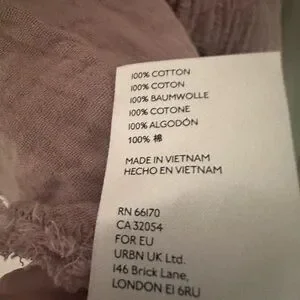 100% COTTON
100% COTON
100% BAUMWOLLE
100% COTONE
100% ALGODÓN
100% 棉
MADE IN VIETNAM
HECHO EN VIETNAM
RN 66170
CA 32054
FOR EU
URBN UK Ltd.
146 Brick Lane,
LONDON E1 6RU